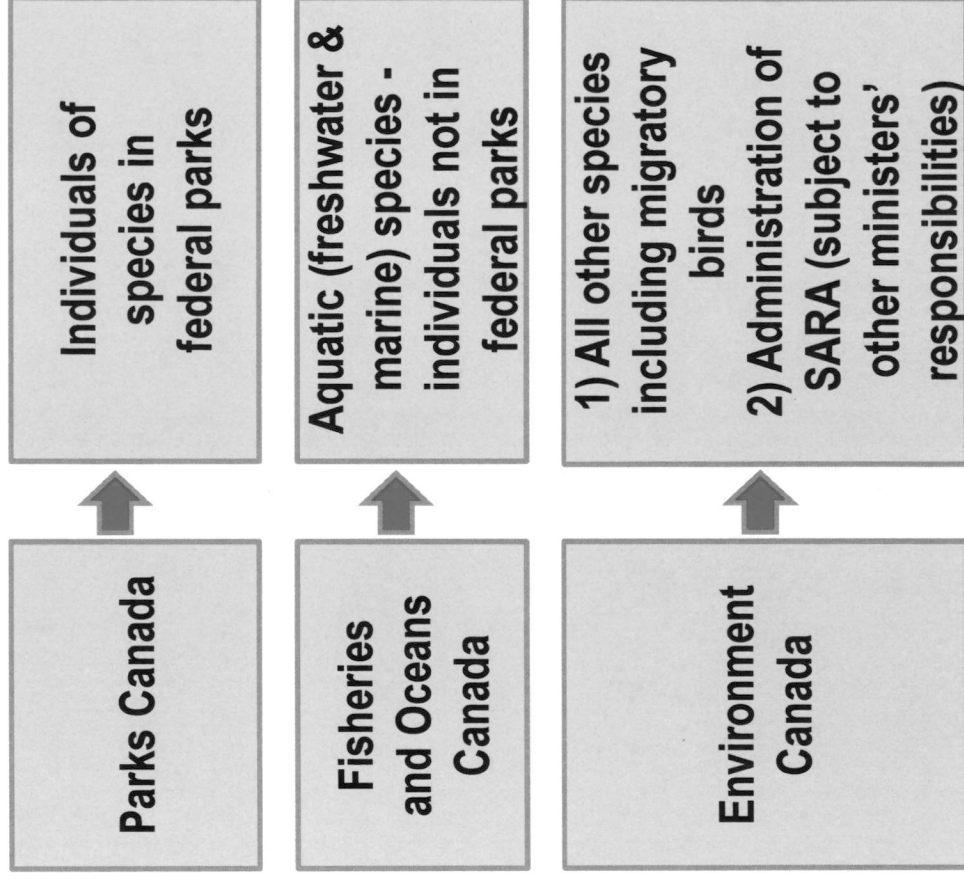 Parks Canada
Individuals of
species in
federal parks
Fisheries
and Oceans
Canada
Aquatic (freshwater &
marine) species -
individuals not in
federal parks
Environment
Canada
1) All other species
including migratory
birds
2) Administration of
SARA (subject to
other ministers'
responsibilities)